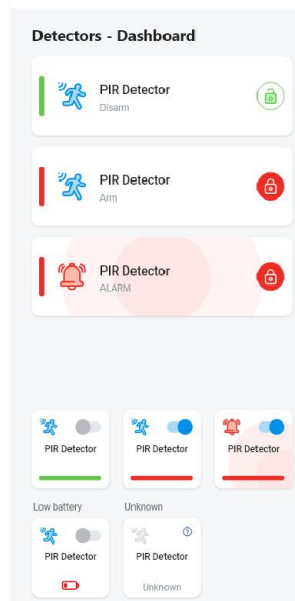 Detectors - Dashboard
PIR Detector
Disarm
PIR Detector
Arm
PIR Detector
ALARM
PIR Detector PIR Detector PIR Detector
Low battery Unknown
PIR Detector PIR Detector
Unknown